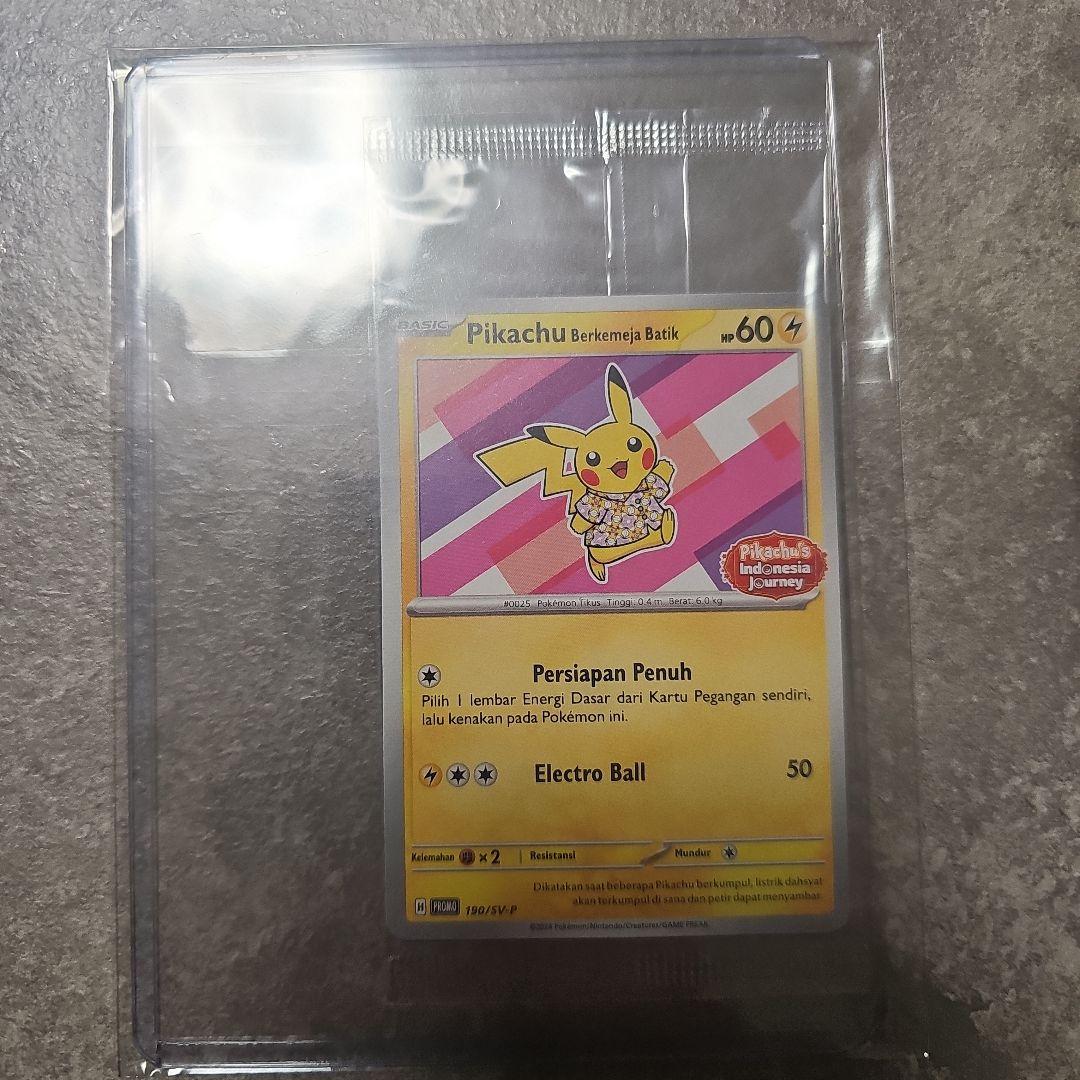 BASIC Pikachu Berkemeja Batik HP 60
Pikachu's
Indonesia
Journey
#0025 Pokémon Tikus Tinggi: 0.4 m Berat: 6.0 kg
Persiapan Penuh
Pilih 1 lembar Energi Dasar dari Kartu Pegangan sendiri,
lalu kenakan pada Pokémon ini.
Electro Ball 50
Kelemahan ×2 Resistansi Mundur
Dikatakan saat beberapa Pikachu berkumpul, listrik dahsyat
akan terkumpul di sana dan petir dapat menyambar.
PROMO 190/SV-P
©2024 Pokémon/Nintendo/Creatures/GAME FREAK